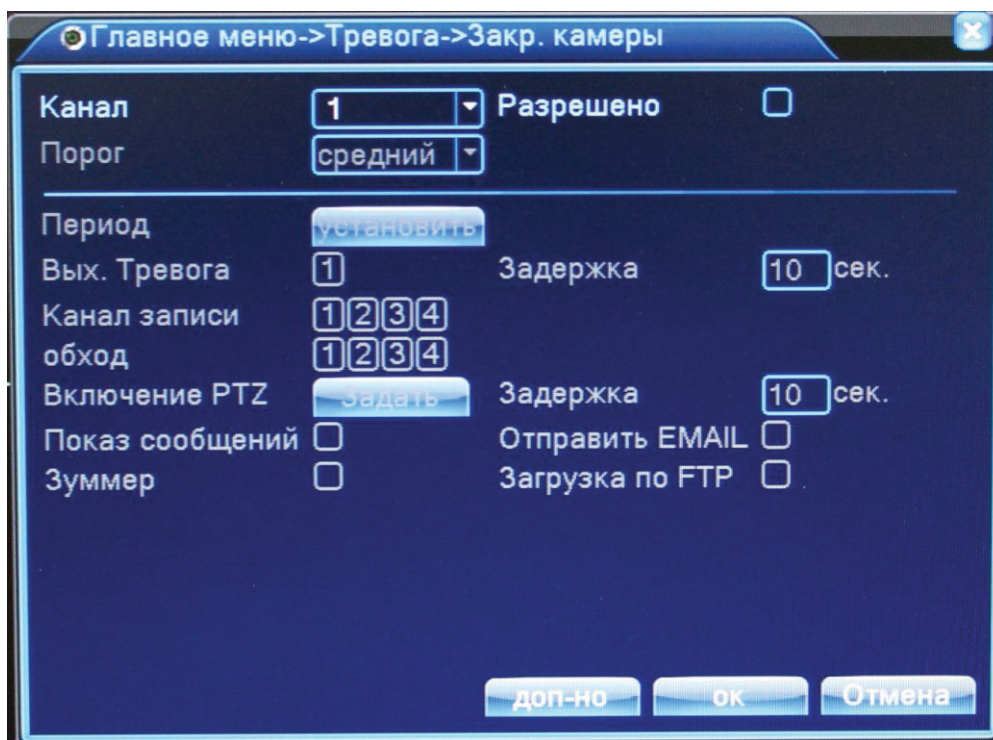 Главное меню->Тревога->Закр. камеры
Канал 1 Разрешено
Порог средний
Период установить
Вых. Тревога 1 Задержка 10 сек.
Канал записи 1 2 3 4
обход 1 2 3 4
Включение PTZ Задать Задержка 10 сек.
Показ сообщений Отправить EMAIL
Зуммер Загрузка по FTP
доп-но ок Отмена